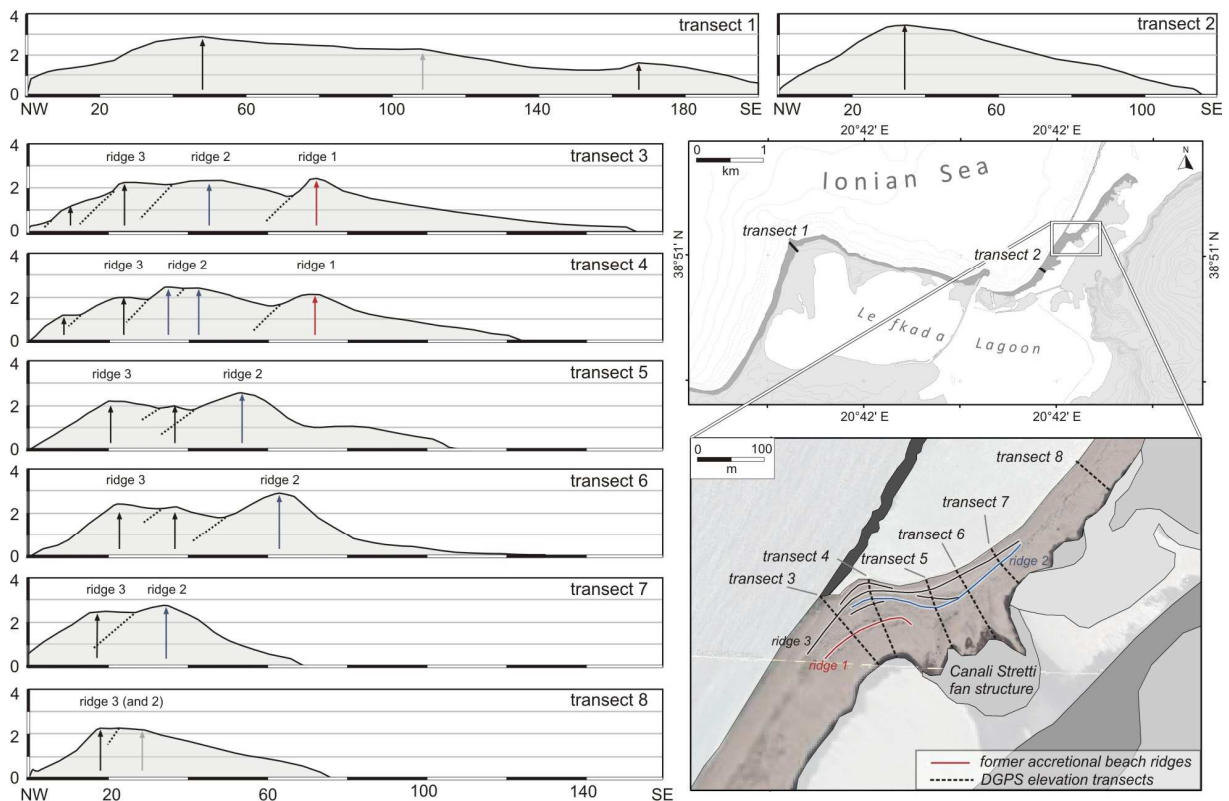 transect 1
4
2
0
NW
20
60
100
140
180
SE
transect 2
NW
20
60
100
SE
transect 3
ridge 3
ridge 2
ridge 1
4
2
0
transect 4
ridge 3
ridge 2
ridge 1
4
2
0
transect 5
ridge 3
ridge 2
4
2
0
transect 6
ridge 3
ridge 2
4
2
0
transect 7
ridge 3
ridge 2
4
2
0
transect 8
ridge 3 (and 2)
4
2
0
NW
20
60
100
140
SE
20°42' E
20°42' E
0
1
km
N
Ionian Sea
transect 1
transect 2
38°51' N
38°51' N
Lefkada
Lagoon
20°42' E
20°42' E
0
100
m
transect 8
transect 7
transect 6
transect 4
transect 5
transect 3
ridge 2
ridge 3
ridge 1
Canali Stretti
fan structure
former accretional beach ridges
DGPS elevation transects